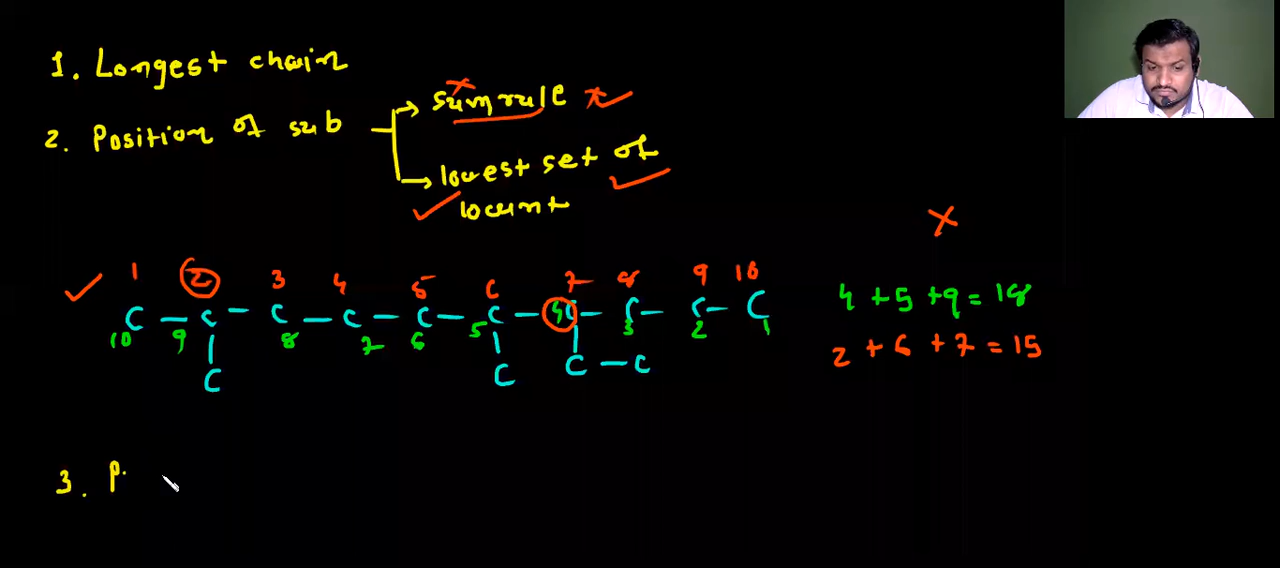 1. Longest chain
sum rule
2. Position of sub
lowest set of
locant
1 2 3 4 5 6 7 8 9 10
C – C – C – C – C – C – C – C – C – C
10 9 8 7 6 5 4 3 2 1
C C C – C
4 + 5 + 9 = 18
2 + 6 + 7 = 15
3. P.